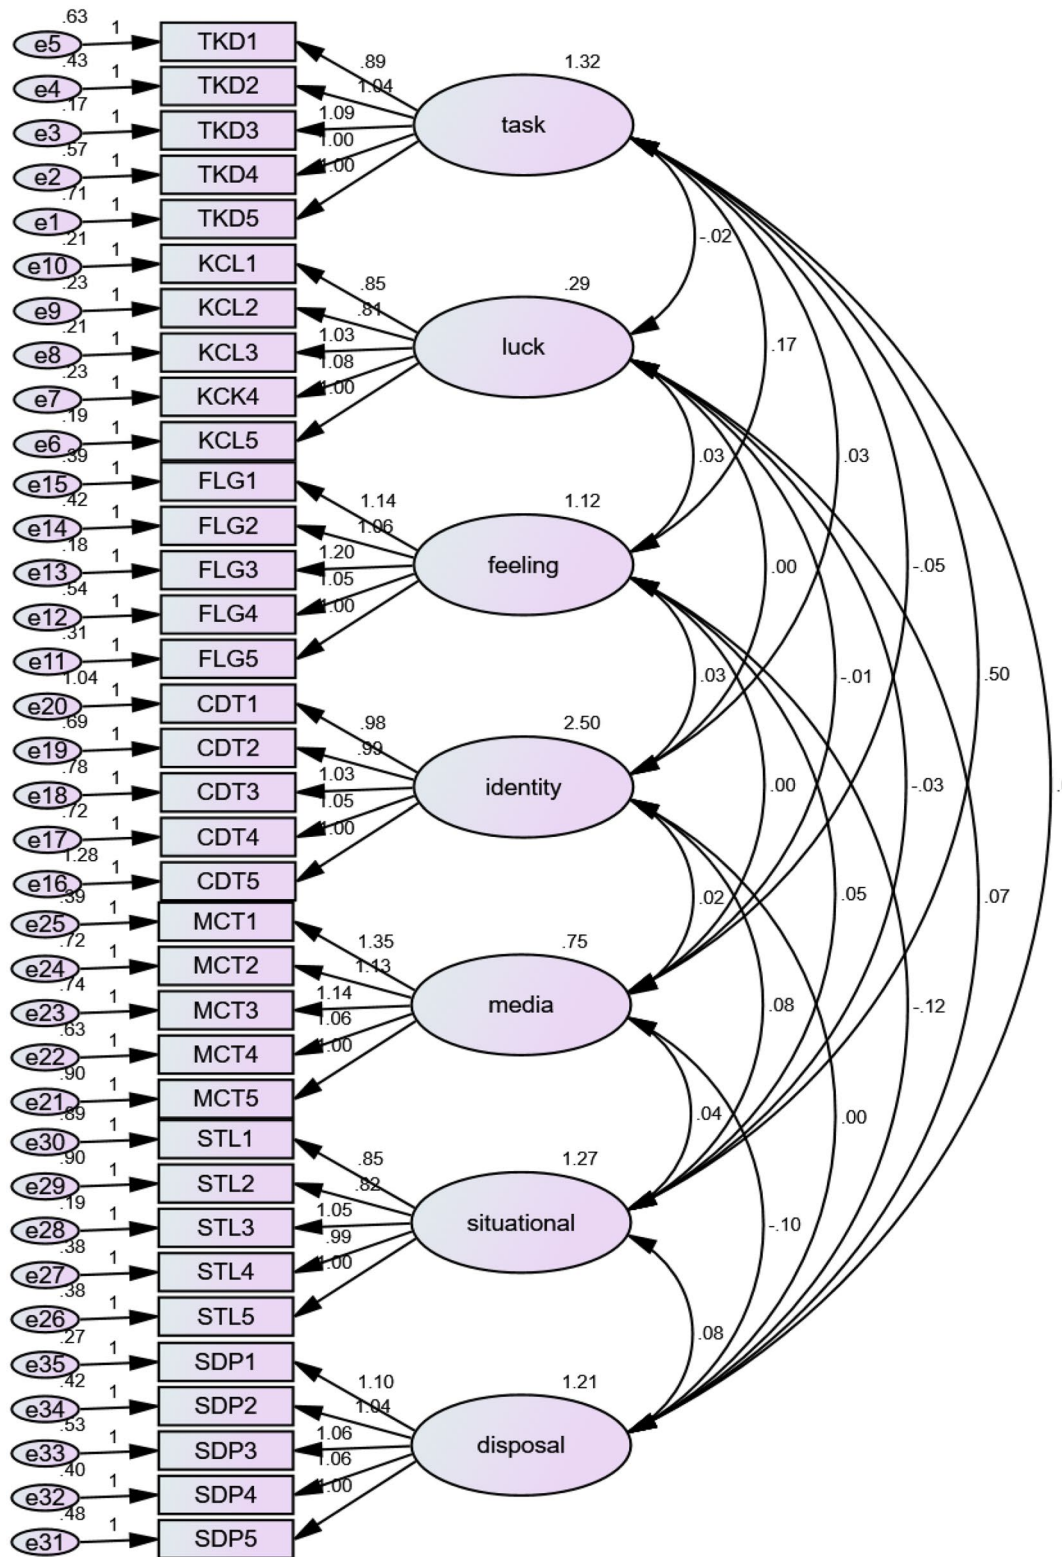 .63
e5 1 TKD1
.43
e4 1 TKD2
.17
e3 1 TKD3
.57
e2 1 TKD4
.71
e1 1 TKD5
.89
1.04
1.09
1.00
1.00
1.32
task
.21
e10 1 KCL1
.23
e9 1 KCL2
.21
e8 1 KCL3
.23
e7 1 KCK4
.19
e6 1 KCL5
.85
.81
1.03
1.08
1.00
.29
luck
.39
e15 1 FLG1
.42
e14 1 FLG2
.18
e13 1 FLG3
.54
e12 1 FLG4
.31
e11 1 FLG5
1.14
1.06
1.20
1.05
1.00
1.12
feeling
1.04
e20 1 CDT1
.69
e19 1 CDT2
.78
e18 1 CDT3
.72
e17 1 CDT4
1.28
e16 1 CDT5
.98
.99
1.03
1.05
1.00
2.50
identity
.39
e25 1 MCT1
.72
e24 1 MCT2
.74
e23 1 MCT3
.63
e22 1 MCT4
.90
e21 1 MCT5
1.35
1.13
1.14
1.06
1.00
.75
media
.89
e30 1 STL1
.90
e29 1 STL2
.19
e28 1 STL3
.38
e27 1 STL4
.38
e26 1 STL5
.85
.82
1.05
.99
1.00
1.27
situational
.27
e35 1 SDP1
.42
e34 1 SDP2
.53
e33 1 SDP3
.40
e32 1 SDP4
.48
e31 1 SDP5
1.10
1.04
1.06
1.06
1.00
1.21
disposal
-.02
.17
.03
.03
.00
-.05
.03
-.01
.50
.00
-.03
.02
.05
.07
.08
-.12
.04
.00
-.10
.08